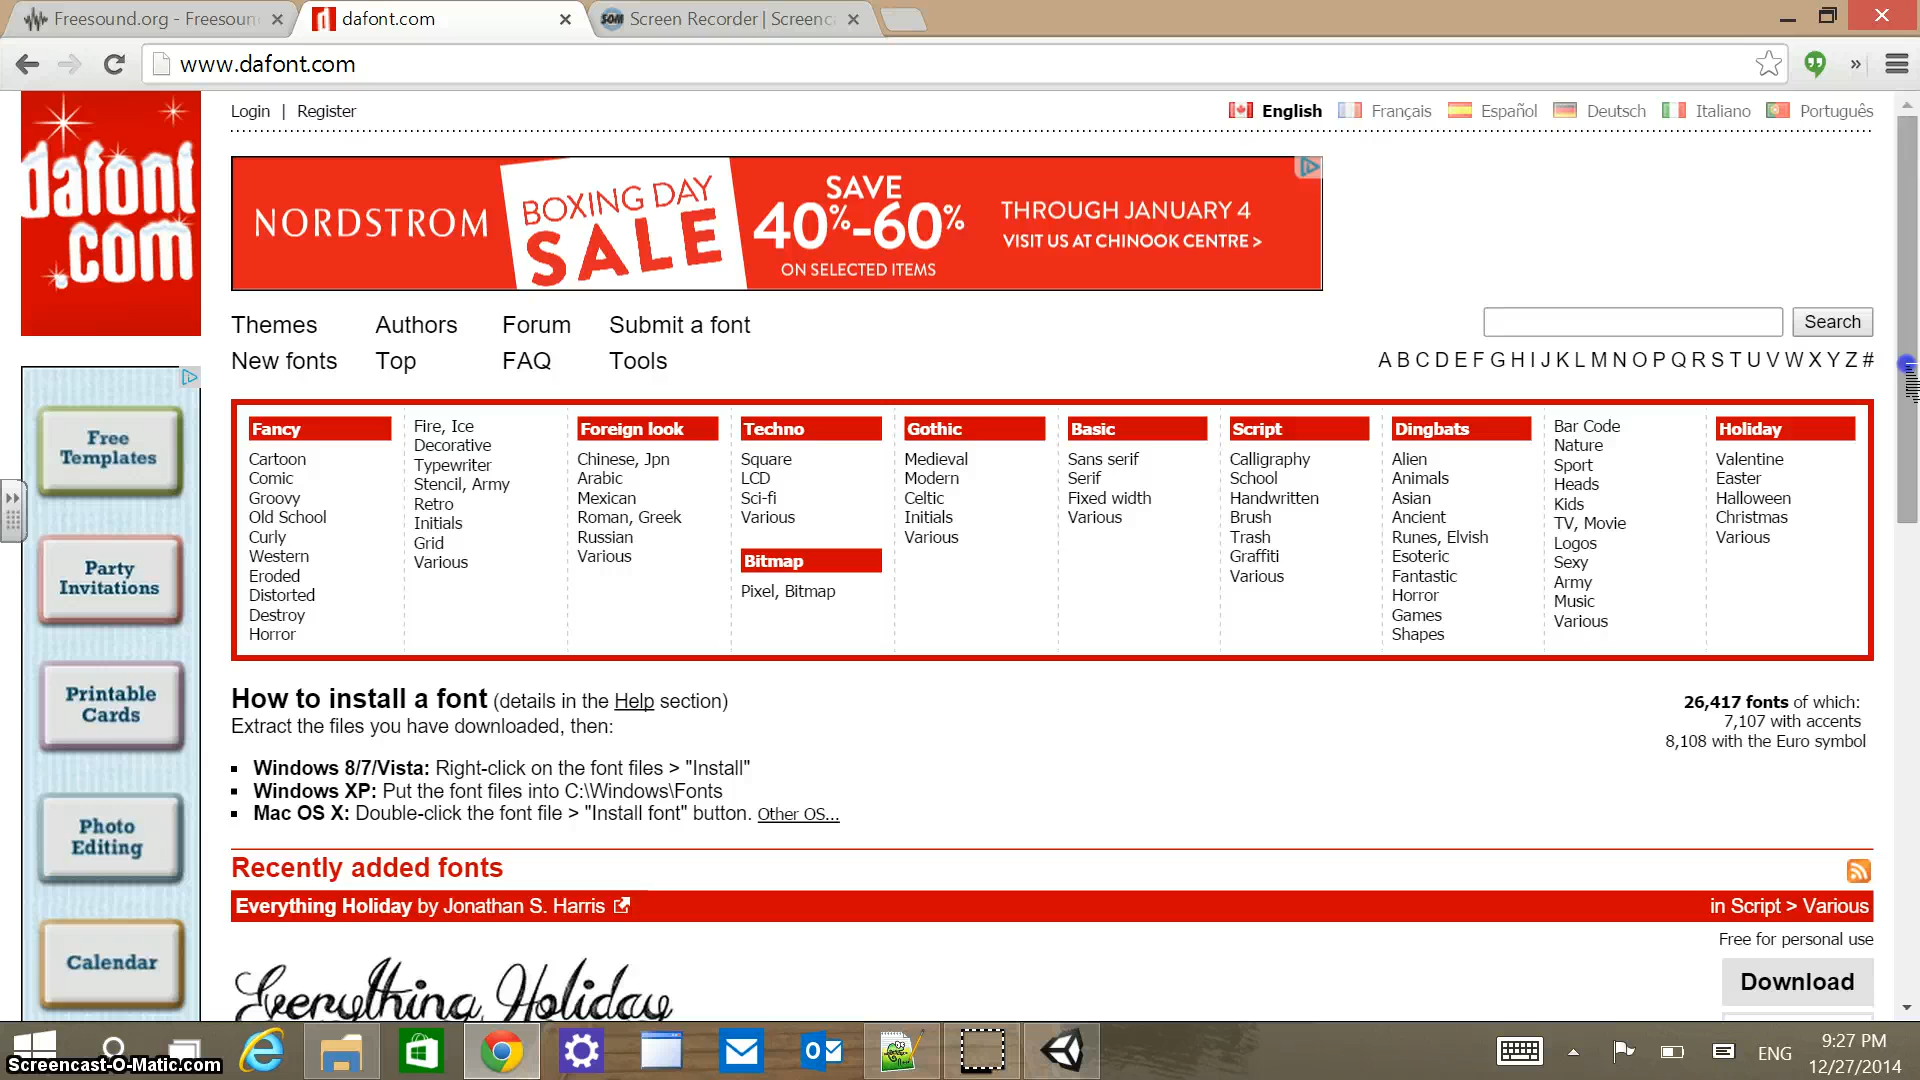 Freesound.org - Freesoun
dafont.com
SOM Screen Recorder | Screenc
www.dafont.com
Login | Register
English Français Español Deutsch Italiano Português
dafont
.com
NORDSTROM
BOXING DAY
SALE
SAVE
40%-60%
ON SELECTED ITEMS
THROUGH JANUARY 4
VISIT US AT CHINOOK CENTRE >
Themes Authors Forum Submit a font
New fonts Top FAQ Tools
Search
A B C D E F G H I J K L M N O P Q R S T U V W X Y Z #
Free
Templates
Party
Invitations
Printable
Cards
Photo
Editing
Calendar
Fancy
Cartoon
Comic
Groovy
Old School
Curly
Western
Eroded
Distorted
Destroy
Horror
Fire, Ice
Decorative
Typewriter
Stencil, Army
Retro
Initials
Grid
Various
Foreign look
Chinese, Jpn
Arabic
Mexican
Roman, Greek
Russian
Various
Techno
Square
LCD
Sci-fi
Various
Bitmap
Pixel, Bitmap
Gothic
Medieval
Modern
Celtic
Initials
Various
Basic
Sans serif
Serif
Fixed width
Various
Script
Calligraphy
School
Handwritten
Brush
Trash
Graffiti
Various
Dingbats
Alien
Animals
Asian
Ancient
Runes, Elvish
Esoteric
Fantastic
Horror
Games
Shapes
Bar Code
Nature
Sport
Heads
Kids
TV, Movie
Logos
Sexy
Army
Music
Various
Holiday
Valentine
Easter
Halloween
Christmas
Various
How to install a font (details in the Help section)
Extract the files you have downloaded, then:
Windows 8/7/Vista: Right-click on the font files > "Install"
Windows XP: Put the font files into C:\Windows\Fonts
Mac OS X: Double-click the font file > "Install font" button. Other OS...
26,417 fonts of which:
7,107 with accents
8,108 with the Euro symbol
Recently added fonts
Everything Holiday by Jonathan S. Harris
in Script > Various
Free for personal use
Everything Holiday
Download
Screencast-O-Matic.com
ENG
9:27 PM
12/27/2014